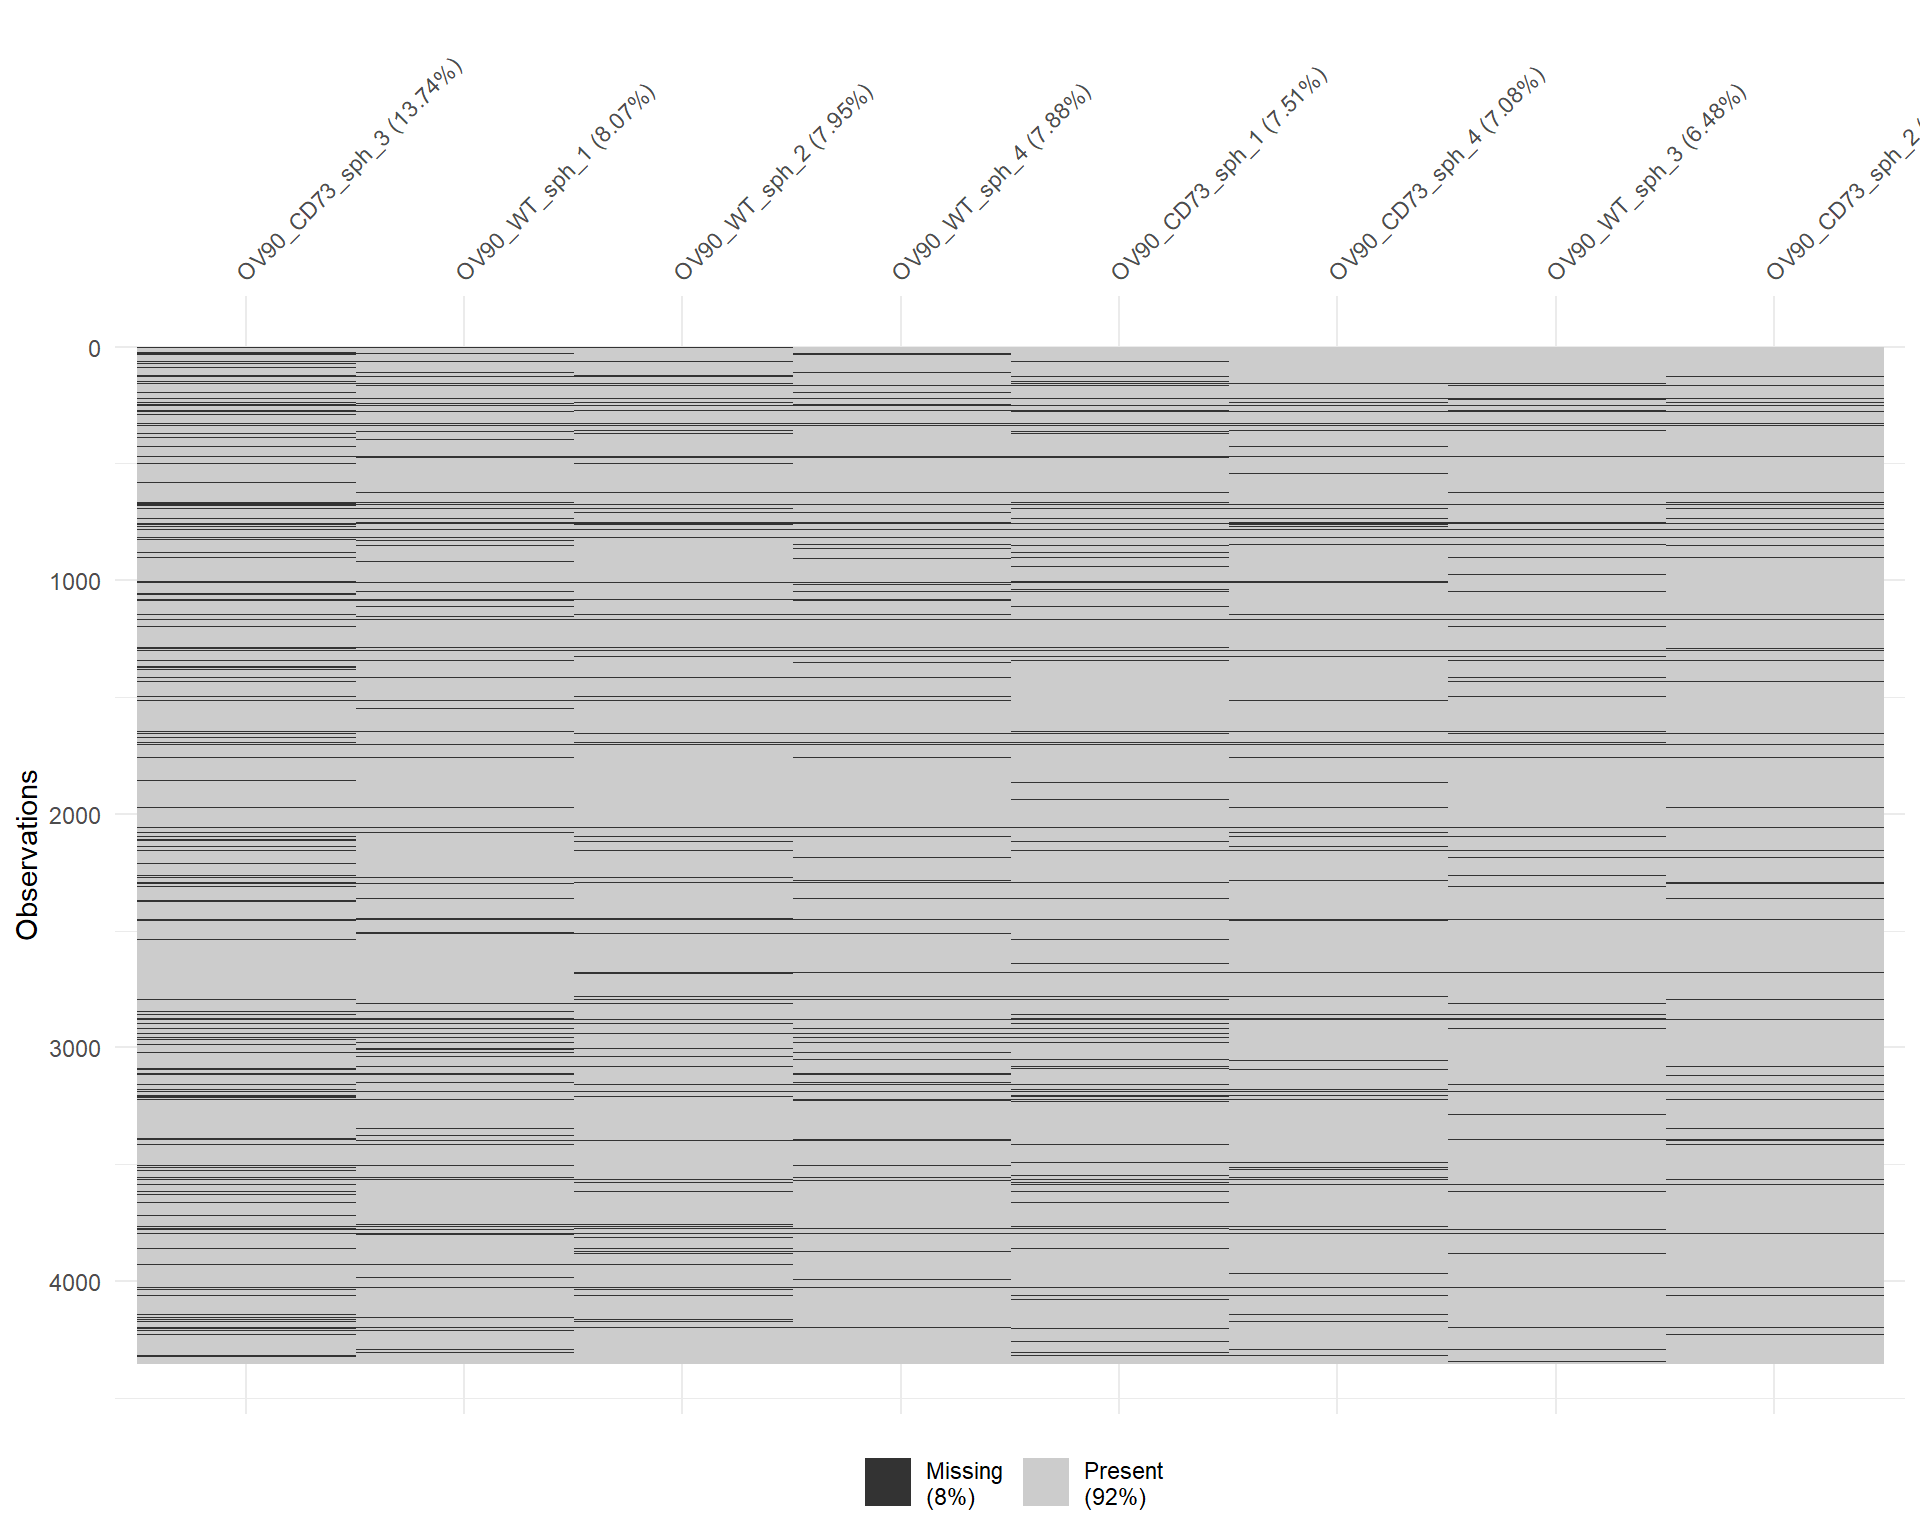 OV90_CD73_sph_3 (13.74%)
OV90_WT_sph_1 (8.07%)
OV90_WT_sph_2 (7.95%)
OV90_WT_sph_4 (7.88%)
OV90_CD73_sph_1 (7.51%)
OV90_CD73_sph_4 (7.08%)
OV90_WT_sph_3 (6.48%)
OV90_CD73_sph_2 (
0
1000
2000
3000
4000
Observations
Missing
(8%)
Present
(92%)